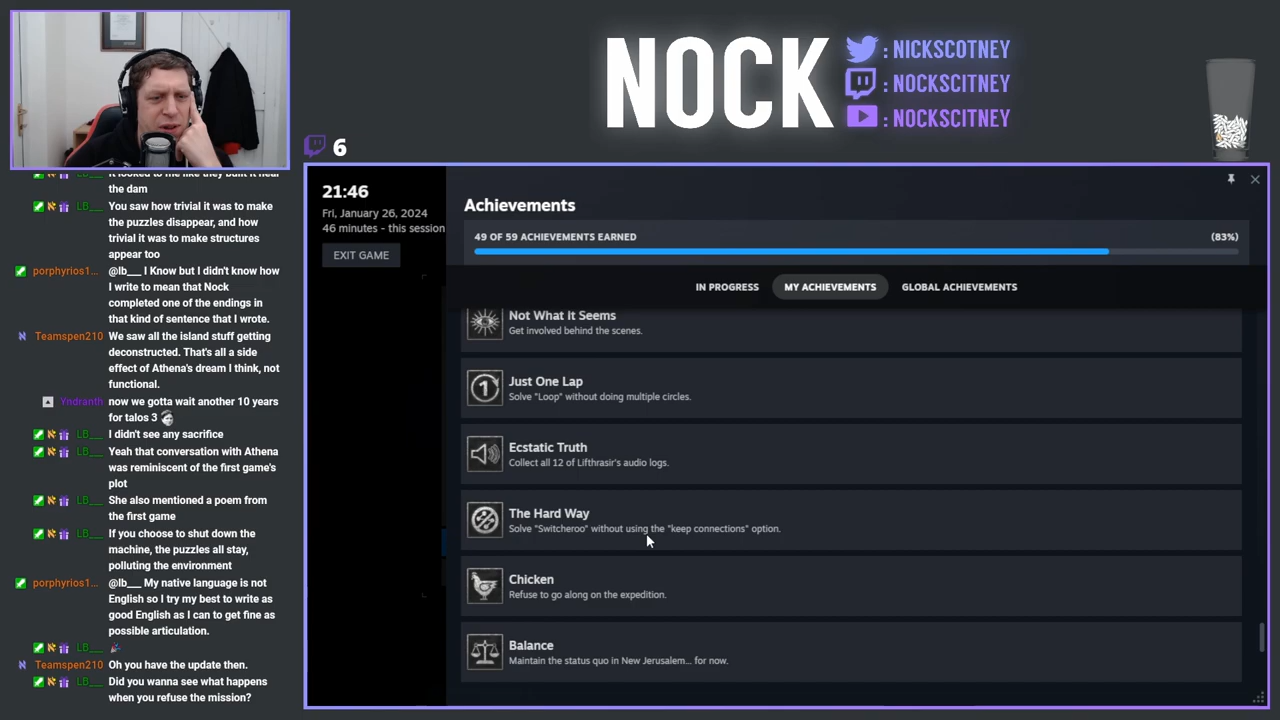 NOCK
: NICKSCOTNEY
: NOCKSCITNEY
: NOCKSCITNEY
6
the dam
You saw how trivial it was to make
the puzzles disappear, and how
trivial it was to make structures
appear too
porphyrios1... @lb___ I Know but I didn't know how
I write to mean that Nock
completed one of the endings in
that kind of sentence that I wrote.
Teamspen210 We saw all the island stuff getting
deconstructed. That's all a side
effect of Athena's dream I think, not
functional.
Yndranth now we gotta wait another 10 years
for talos 3
LB___ I didn't see any sacrifice
LB___ Yeah that conversation with Athena
was reminiscent of the first game's
plot
LB___ She also mentioned a poem from
the first game
LB___ If you choose to shut down the
machine, the puzzles all stay,
polluting the environment
porphyrios1... @lb___ My native language is not
English so I try my best to write as
good English as I can to get fine as
possible articulation.
LB___
Teamspen210 Oh you have the update then.
LB___ Did you wanna see what happens
when you refuse the mission?
21:46
Fri, January 26, 2024
46 minutes - this session
EXIT GAME
Achievements
49 OF 59 ACHIEVEMENTS EARNED (83%)
IN PROGRESS MY ACHIEVEMENTS GLOBAL ACHIEVEMENTS
Not What It Seems
Get involved behind the scenes.
Just One Lap
Solve "Loop" without doing multiple circles.
Ecstatic Truth
Collect all 12 of Lifthrasir's audio logs.
The Hard Way
Solve "Switcheroo" without using the "keep connections" option.
Chicken
Refuse to go along on the expedition.
Balance
Maintain the status quo in New Jerusalem... for now.